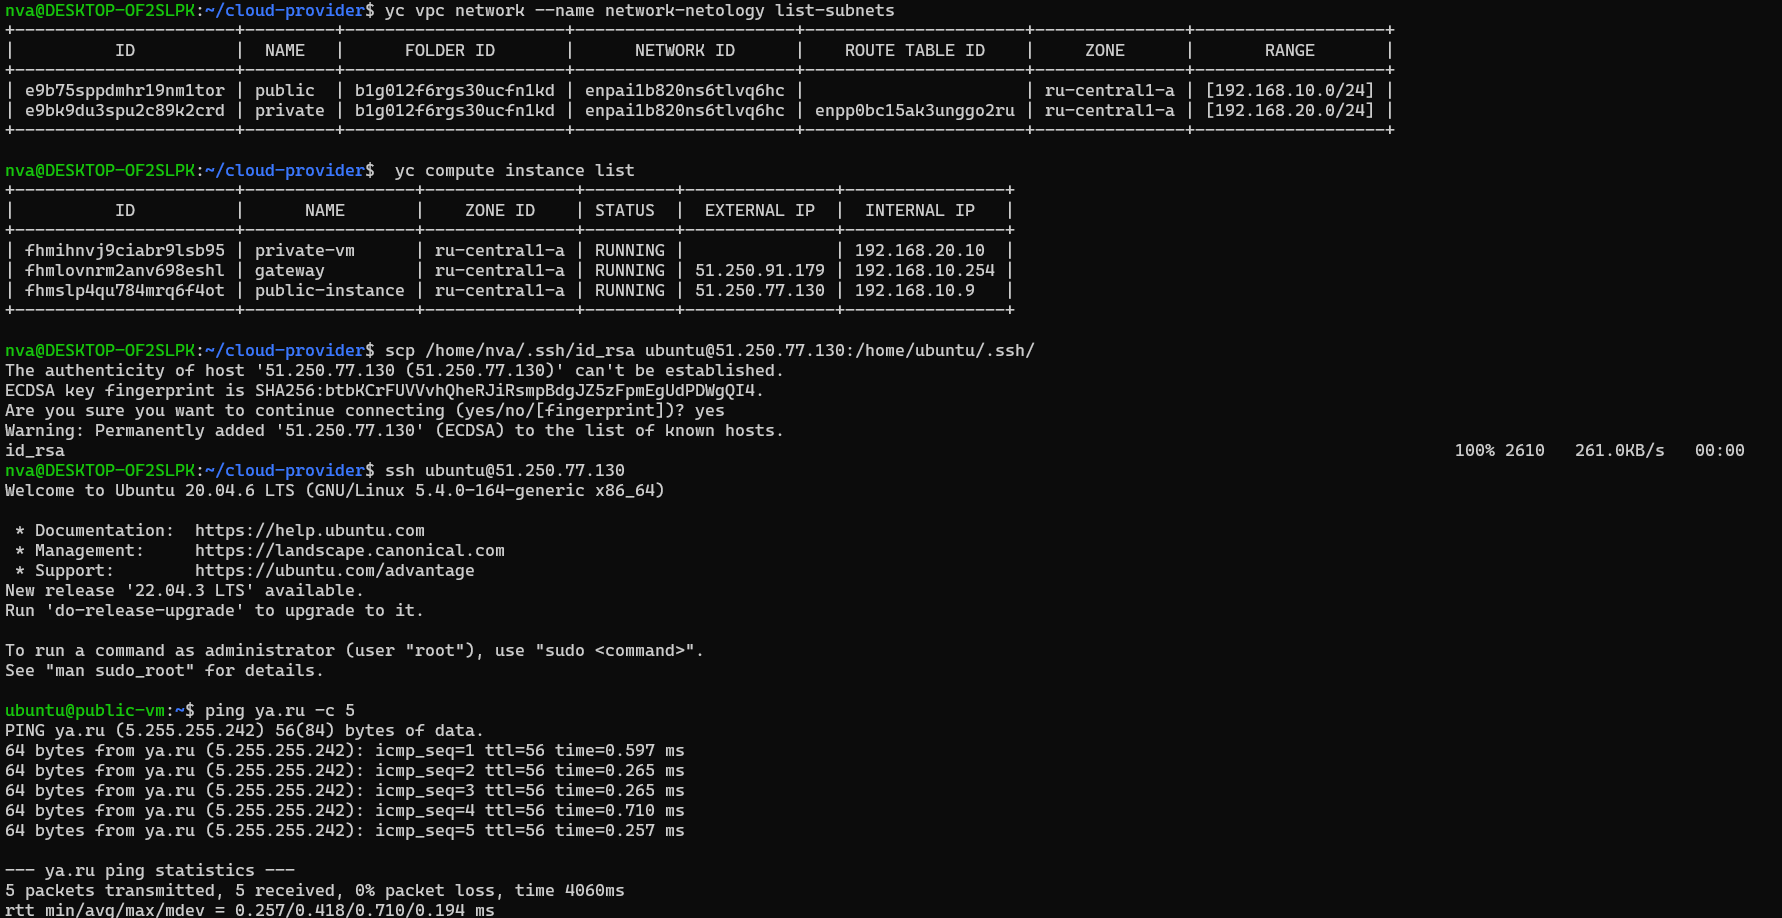 nva@DESKTOP-OF2SLPK:~/cloud-provider$ yc vpc network --name network-netology list-subnets
+----------------------+---------+----------------------+----------------------+----------------------+---------------+-------------------+
|          ID          |  NAME   |      FOLDER ID       |      NETWORK ID      |    ROUTE TABLE ID    |     ZONE      |       RANGE       |
+----------------------+---------+----------------------+----------------------+----------------------+---------------+-------------------+
| e9b75sppdmhr19nm1tor | public  | b1g012f6rgs30ucfn1kd | enpai1b820ns6tlvq6hc |                      | ru-central1-a | [192.168.10.0/24] |
| e9bk9du3spu2c89k2crd | private | b1g012f6rgs30ucfn1kd | enpai1b820ns6tlvq6hc | enpp0bc15ak3unggo2ru | ru-central1-a | [192.168.20.0/24] |
+----------------------+---------+----------------------+----------------------+----------------------+---------------+-------------------+
nva@DESKTOP-OF2SLPK:~/cloud-provider$  yc compute instance list
+----------------------+-----------------+---------------+---------+---------------+----------------+
|          ID          |      NAME       |    ZONE ID    | STATUS  |  EXTERNAL IP  |  INTERNAL IP   |
+----------------------+-----------------+---------------+---------+---------------+----------------+
| fhmihnvj9ciabr9lsb95 | private-vm      | ru-central1-a | RUNNING |               | 192.168.20.10  |
| fhmlovnrm2anv698eshl | gateway         | ru-central1-a | RUNNING | 51.250.91.179 | 192.168.10.254 |
| fhmslp4qu784mrq6f4ot | public-instance | ru-central1-a | RUNNING | 51.250.77.130 | 192.168.10.9   |
+----------------------+-----------------+---------------+---------+---------------+----------------+
nva@DESKTOP-OF2SLPK:~/cloud-provider$ scp /home/nva/.ssh/id_rsa ubuntu@51.250.77.130:/home/ubuntu/.ssh/
The authenticity of host '51.250.77.130 (51.250.77.130)' can't be established.
ECDSA key fingerprint is SHA256:btbKCrFUVVvhQheRJiRsmpBdgJZ5zFpmEgUdPDWgQI4.
Are you sure you want to continue connecting (yes/no/[fingerprint])? yes
Warning: Permanently added '51.250.77.130' (ECDSA) to the list of known hosts.
id_rsa 100% 2610 261.0KB/s 00:00
nva@DESKTOP-OF2SLPK:~/cloud-provider$ ssh ubuntu@51.250.77.130
Welcome to Ubuntu 20.04.6 LTS (GNU/Linux 5.4.0-164-generic x86_64)
* Documentation:  https://help.ubuntu.com
* Management:     https://landscape.canonical.com
* Support:        https://ubuntu.com/advantage
New release '22.04.3 LTS' available.
Run 'do-release-upgrade' to upgrade to it.
To run a command as administrator (user "root"), use "sudo <command>".
See "man sudo_root" for details.
ubuntu@public-vm:~$ ping ya.ru -c 5
PING ya.ru (5.255.255.242) 56(84) bytes of data.
64 bytes from ya.ru (5.255.255.242): icmp_seq=1 ttl=56 time=0.597 ms
64 bytes from ya.ru (5.255.255.242): icmp_seq=2 ttl=56 time=0.265 ms
64 bytes from ya.ru (5.255.255.242): icmp_seq=3 ttl=56 time=0.265 ms
64 bytes from ya.ru (5.255.255.242): icmp_seq=4 ttl=56 time=0.710 ms
64 bytes from ya.ru (5.255.255.242): icmp_seq=5 ttl=56 time=0.257 ms
--- ya.ru ping statistics ---
5 packets transmitted, 5 received, 0% packet loss, time 4060ms
rtt min/avg/max/mdev = 0.257/0.418/0.710/0.194 ms